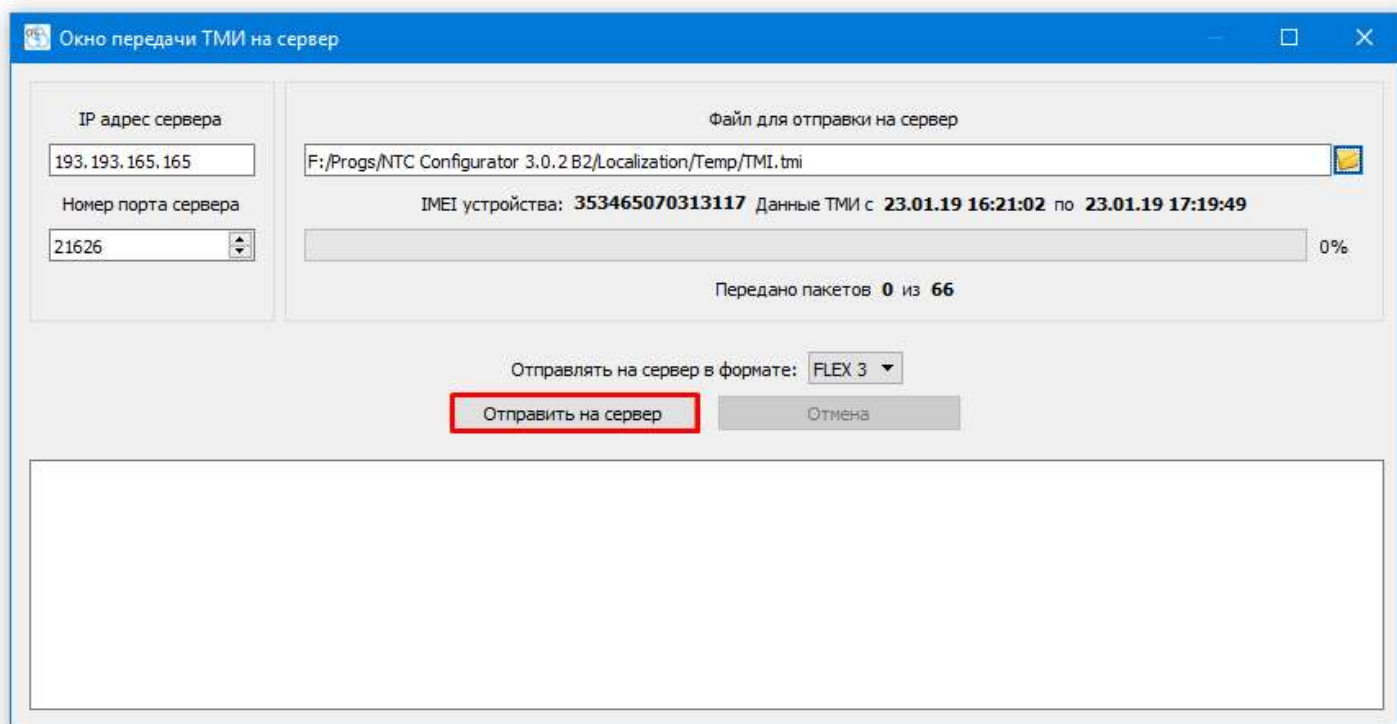 Окно передачи ТМИ на сервер
IP адрес сервера
193.193.165.165
Номер порта сервера
21626
Файл для отправки на сервер
F:/Progs/NTC Configurator 3.0.2 B2/Localization/Temp/TMI.tmi
IMEI устройства: 353465070313117 Данные ТМИ с 23.01.19 16:21:02 по 23.01.19 17:19:49
0%
Передано пакетов 0 из 66
Отправлять на сервер в формате: FLEX 3
Отправить на сервер
Отмена